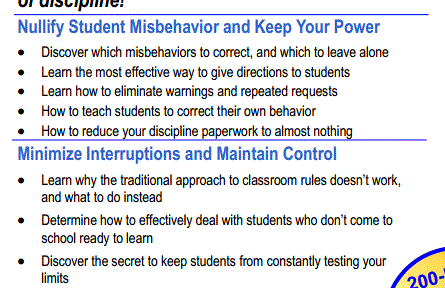 of discipline!
Nullify Student Misbehavior and Keep Your Power
• Discover which misbehaviors to correct, and which to leave alone
• Learn the most effective way to give directions to students
• Learn how to eliminate warnings and repeated requests
• How to teach students to correct their own behavior
• How to reduce your discipline paperwork to almost nothing
Minimize Interruptions and Maintain Control
• Learn why the traditional approach to classroom rules doesn't work,
and what to do instead
• Determine how to effectively deal with students who don't come to
school ready to learn
• Discover the secret to keep students from constantly testing your
limits
200-